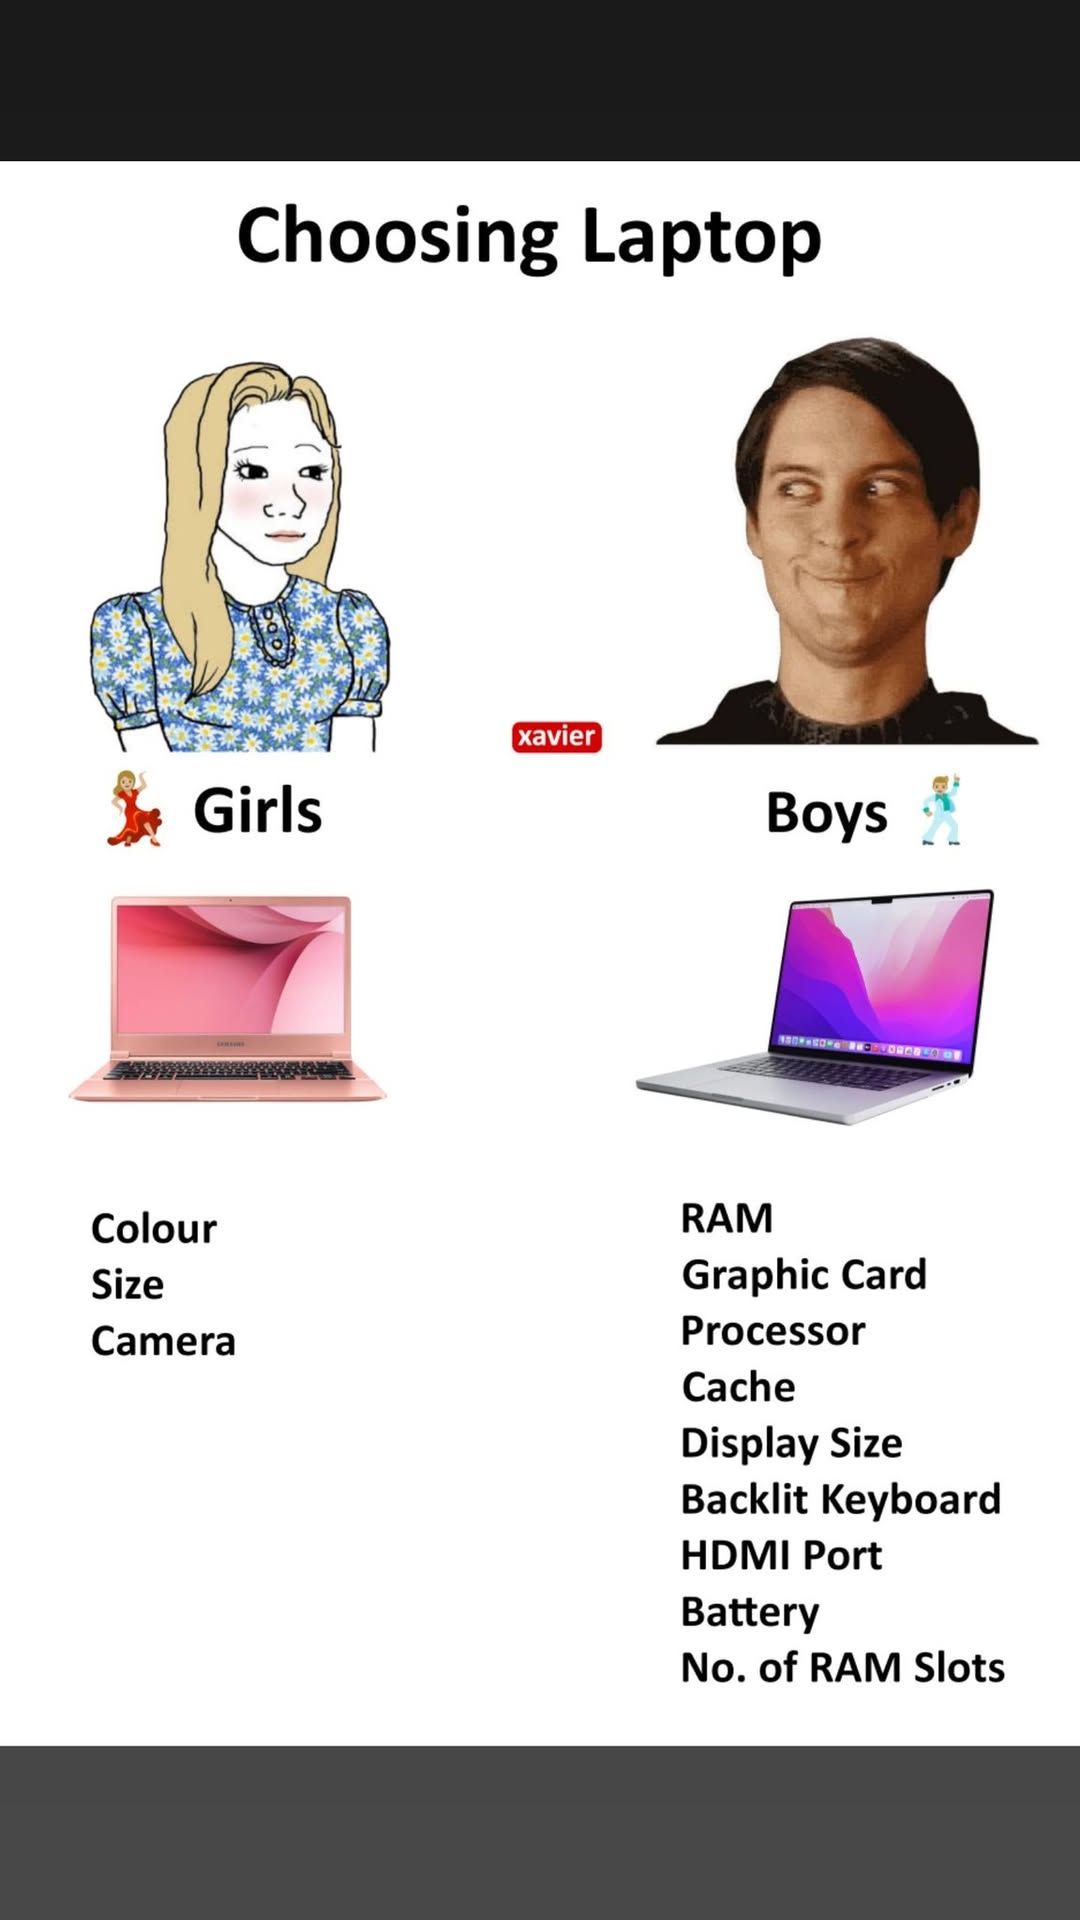 Choosing Laptop
xavier
Girls
Boys
SAMSUNG
Colour
Size
Camera
RAM
Graphic Card
Processor
Cache
Display Size
Backlit Keyboard
HDMI Port
Battery
No. of RAM Slots